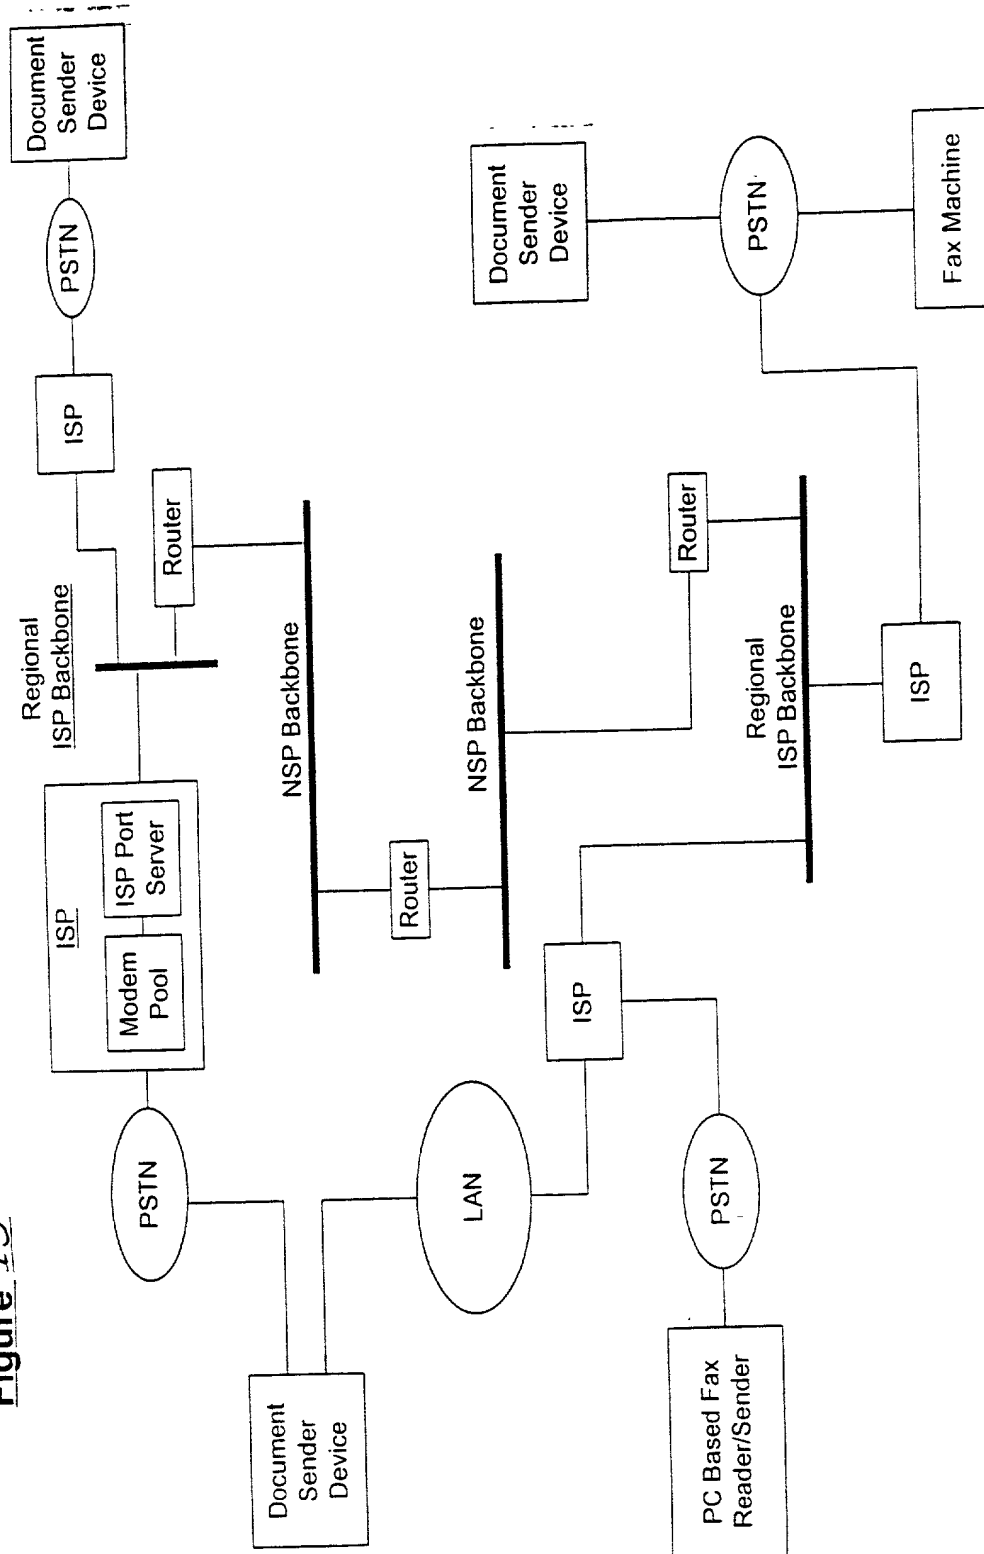 Figure
Document
Sender
Device
PSTN
ISP
Modem
Pool
ISP Port
Server
Regional
ISP Backbone
ISP
PSTN
Document
Sender
Device
Router
NSP Backbone
Router
NSP Backbone
LAN
ISP
Router
Regional
ISP Backbone
PC Based Fax
Reader/Sender
PSTN
ISP
PSTN
Document
Sender
Device
Fax Machine